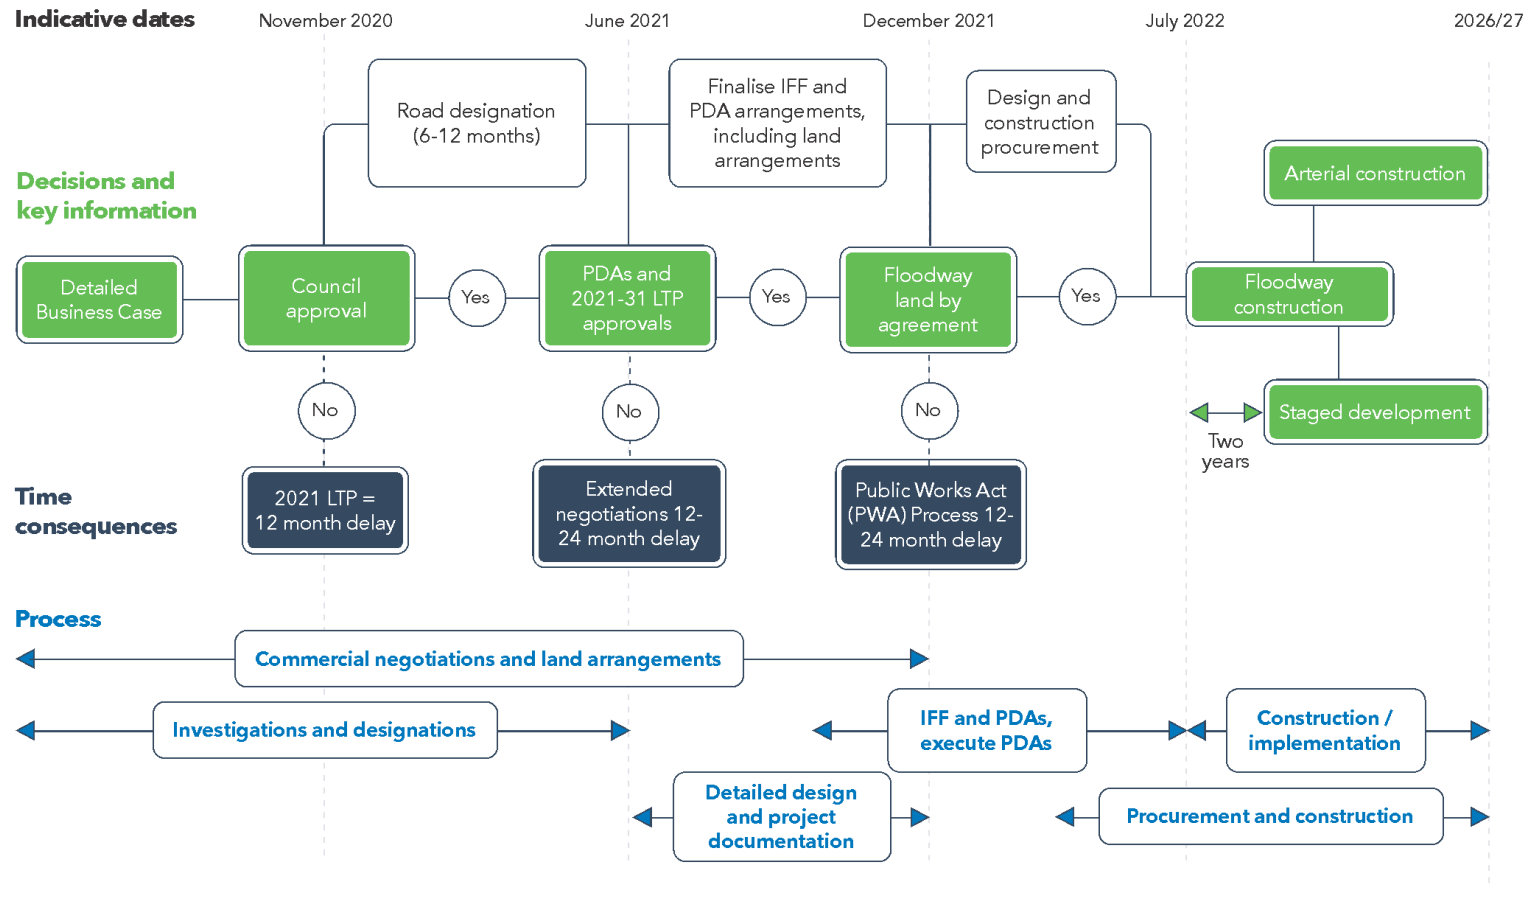 Indicative dates
November 2020
June 2021
December 2021
July 2022
2026/27
Road designation
(6-12 months)
Finalise IFF and
PDA arrangements,
including land
arrangements
Design and
construction
procurement
Decisions and
key information
Arterial construction
Detailed
Business Case
Council
approval
Yes
PDAs and
2021-31 LTP
approvals
Yes
Floodway
land by
agreement
Yes
Floodway
construction
No
No
No
Two
years
Staged development
Time
consequences
2021 LTP =
12 month delay
Extended
negotiations 12-
24 month delay
Public Works Act
(PWA) Process 12-
24 month delay
Process
Commercial negotiations and land arrangements
Investigations and designations
IFF and PDAs,
execute PDAs
Construction /
implementation
Detailed design
and project
documentation
Procurement and construction